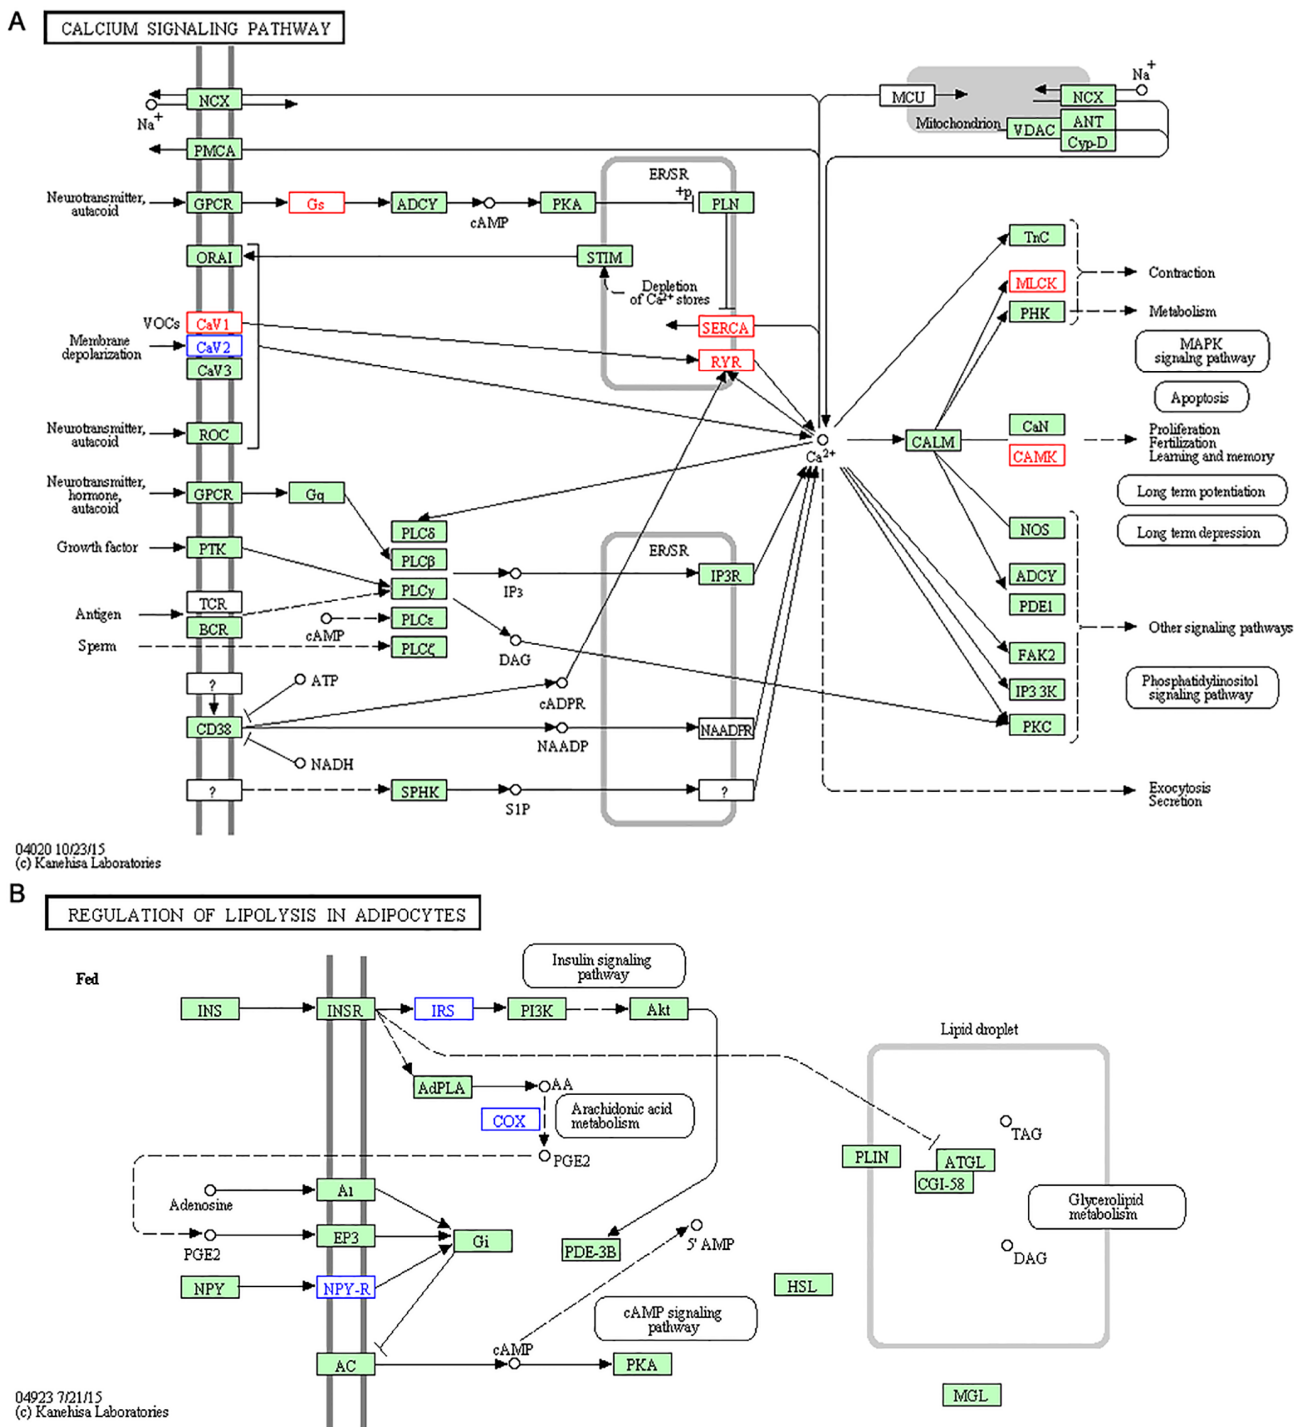 A
CALCIUM SIGNALING PATHWAY
NCX
Na+
PMCA
MCU
Na+
NCX
Mitochondrion
VDAC
ANT
Cyp-D
Neurotransmitter,
autacoid
GPCR
Gs
ADCY
cAMP
PKA
ER/SR
+p
PLN
ORAI
STIM
Depletion
of Ca2+ stores
TnC
MLCK
PHK
Contraction
Metabolism
VOCs
CaV1
Membrane
depolarization
CaV2
CaV3
SERCA
RYR
MAPK
signaling pathway
Apoptosis
Neurotransmitter,
autacoid
ROC
Ca2+
CALM
CaN
CAMK
Proliferation
Fertilization
Learning and memory
Neurotransmitter,
hormone,
autacoid
GPCR
Gq
Long term potentiation
Long term depression
Growth factor
PTK
PLCδ
PLCβ
PLCγ
PLCε
PLCζ
IP3
ER/SR
IP3R
NOS
ADCY
PDE1
Antigen
TCR
BCR
cAMP
Sperm
DAG
FAK2
IP3 3K
PKC
Other signaling pathways
Phosphatidylinositol
signaling pathway
?
ATP
CD38
cADPR
NAADP
NAADPR
NADH
?
SPHK
S1P
?
Exocytosis
Secretion
04020 10/23/15
(c) Kanehisa Laboratories
B
REGULATION OF LIPOLYSIS IN ADIPOCYTES
Fed
Insulin signaling
pathway
INS
INSR
IRS
PI3K
Akt
Lipid droplet
AdPLA
AA
COX
Arachidonic acid
metabolism
PGE2
TAG
PLIN
ATGL
CGI-58
Adenosine
A1
Glycerolipid
metabolism
PGE2
EP3
Gi
PDE-3B
5' AMP
DAG
NPY
NPY-R
HSL
cAMP signaling
pathway
AC
cAMP
PKA
MGL
04923 7/21/15
(c) Kanehisa Laboratories